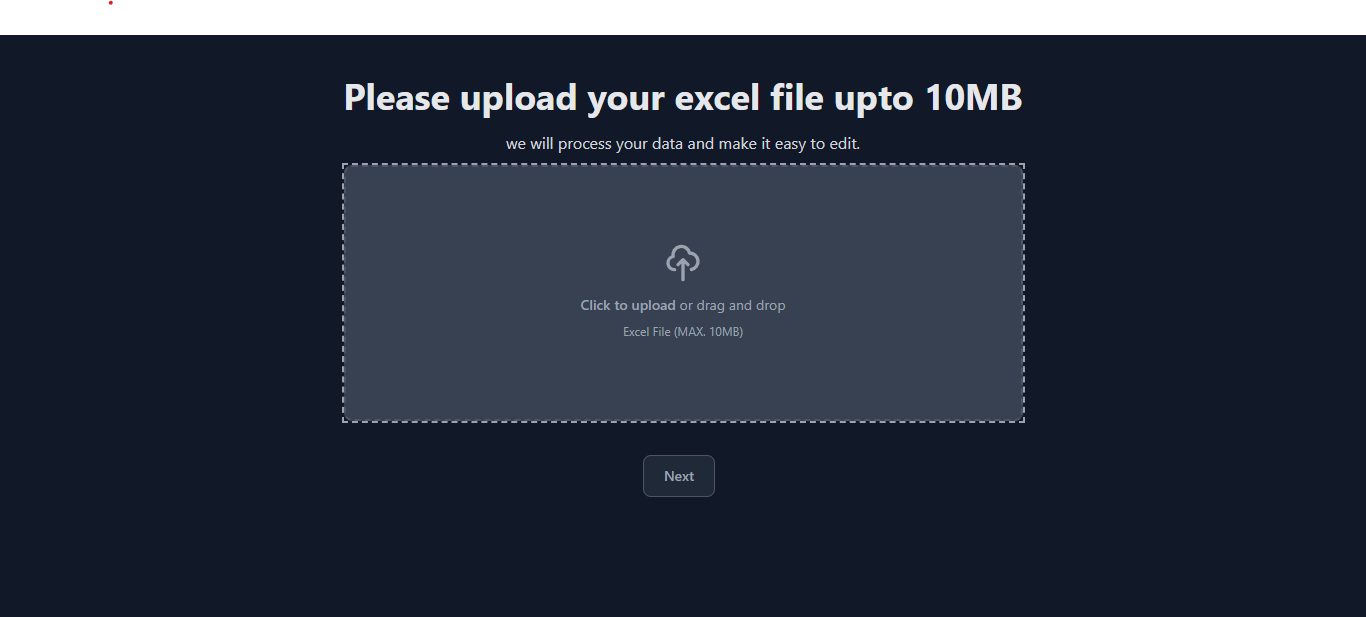 Please upload your excel file upto 10MB
we will process your data and make it easy to edit.
Click to upload or drag and drop
Excel File (MAX. 10MB)
Next